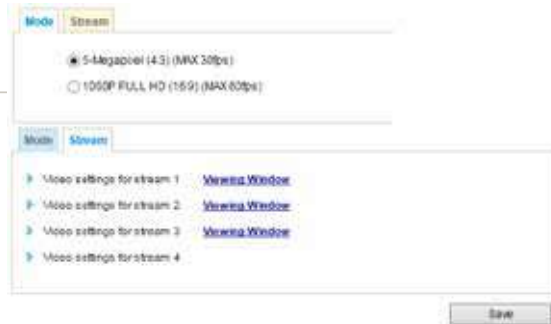 Mode Stream
5-Megapixel (4:3) (MAX 30fps)
1080P FULL HD (16:9) (MAX 60fps)
Mode Stream
Video settings for stream 1 Viewing Window
Video settings for stream 2 Viewing Window
Video settings for stream 3 Viewing Window
Video settings for stream 4
Save